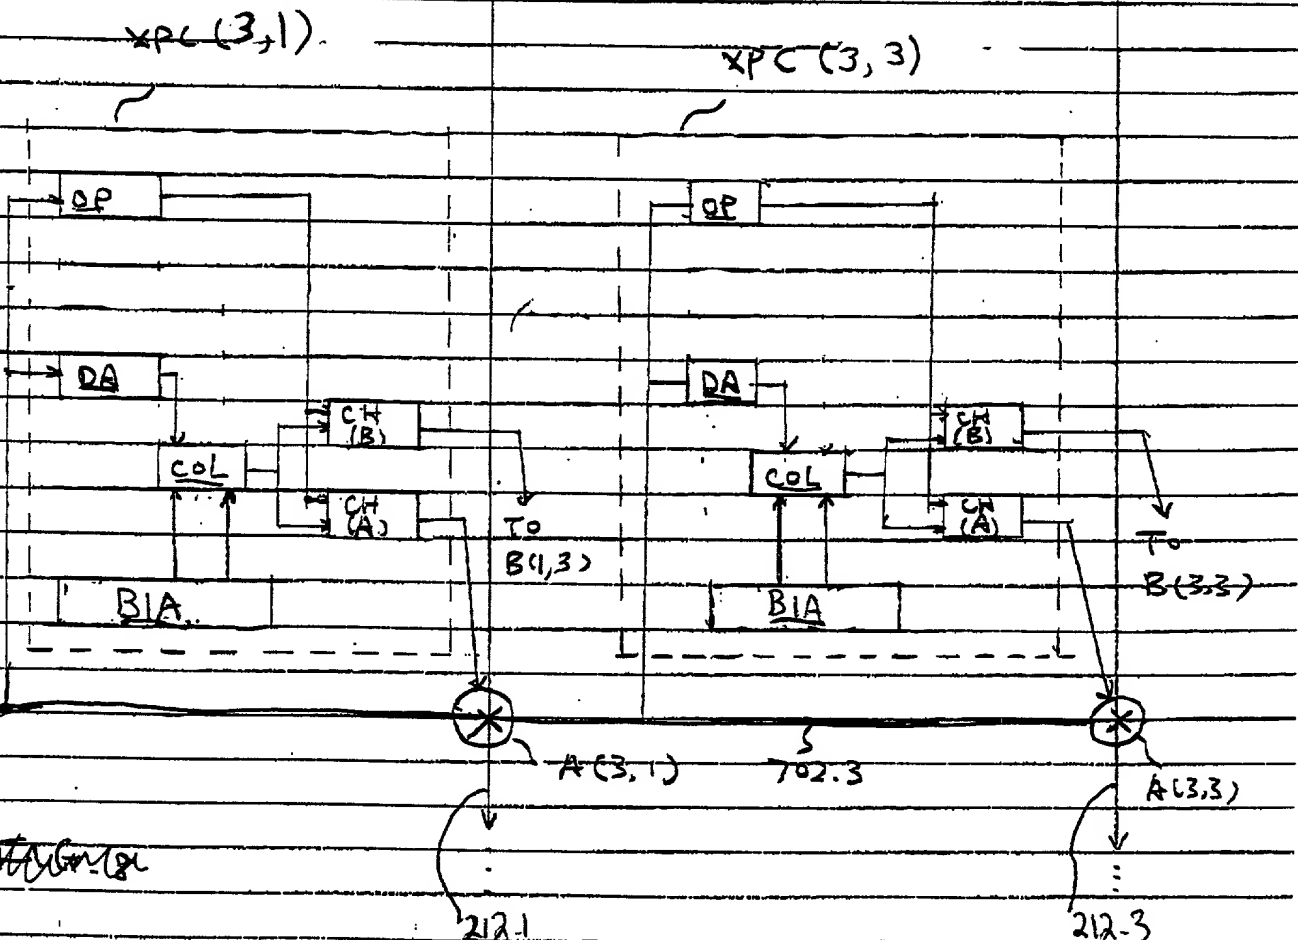 XPC (3,1)
XPC (3,3)
OP
OP
DA
DA
CH
(B)
CH
(B)
COL
COL
CH
(A)
CH
(A)
TO
B(1,3)
TO
B(3,3)
BIA
BIA
A(3,1)
702.3
A(3,3)
212.1
212.3